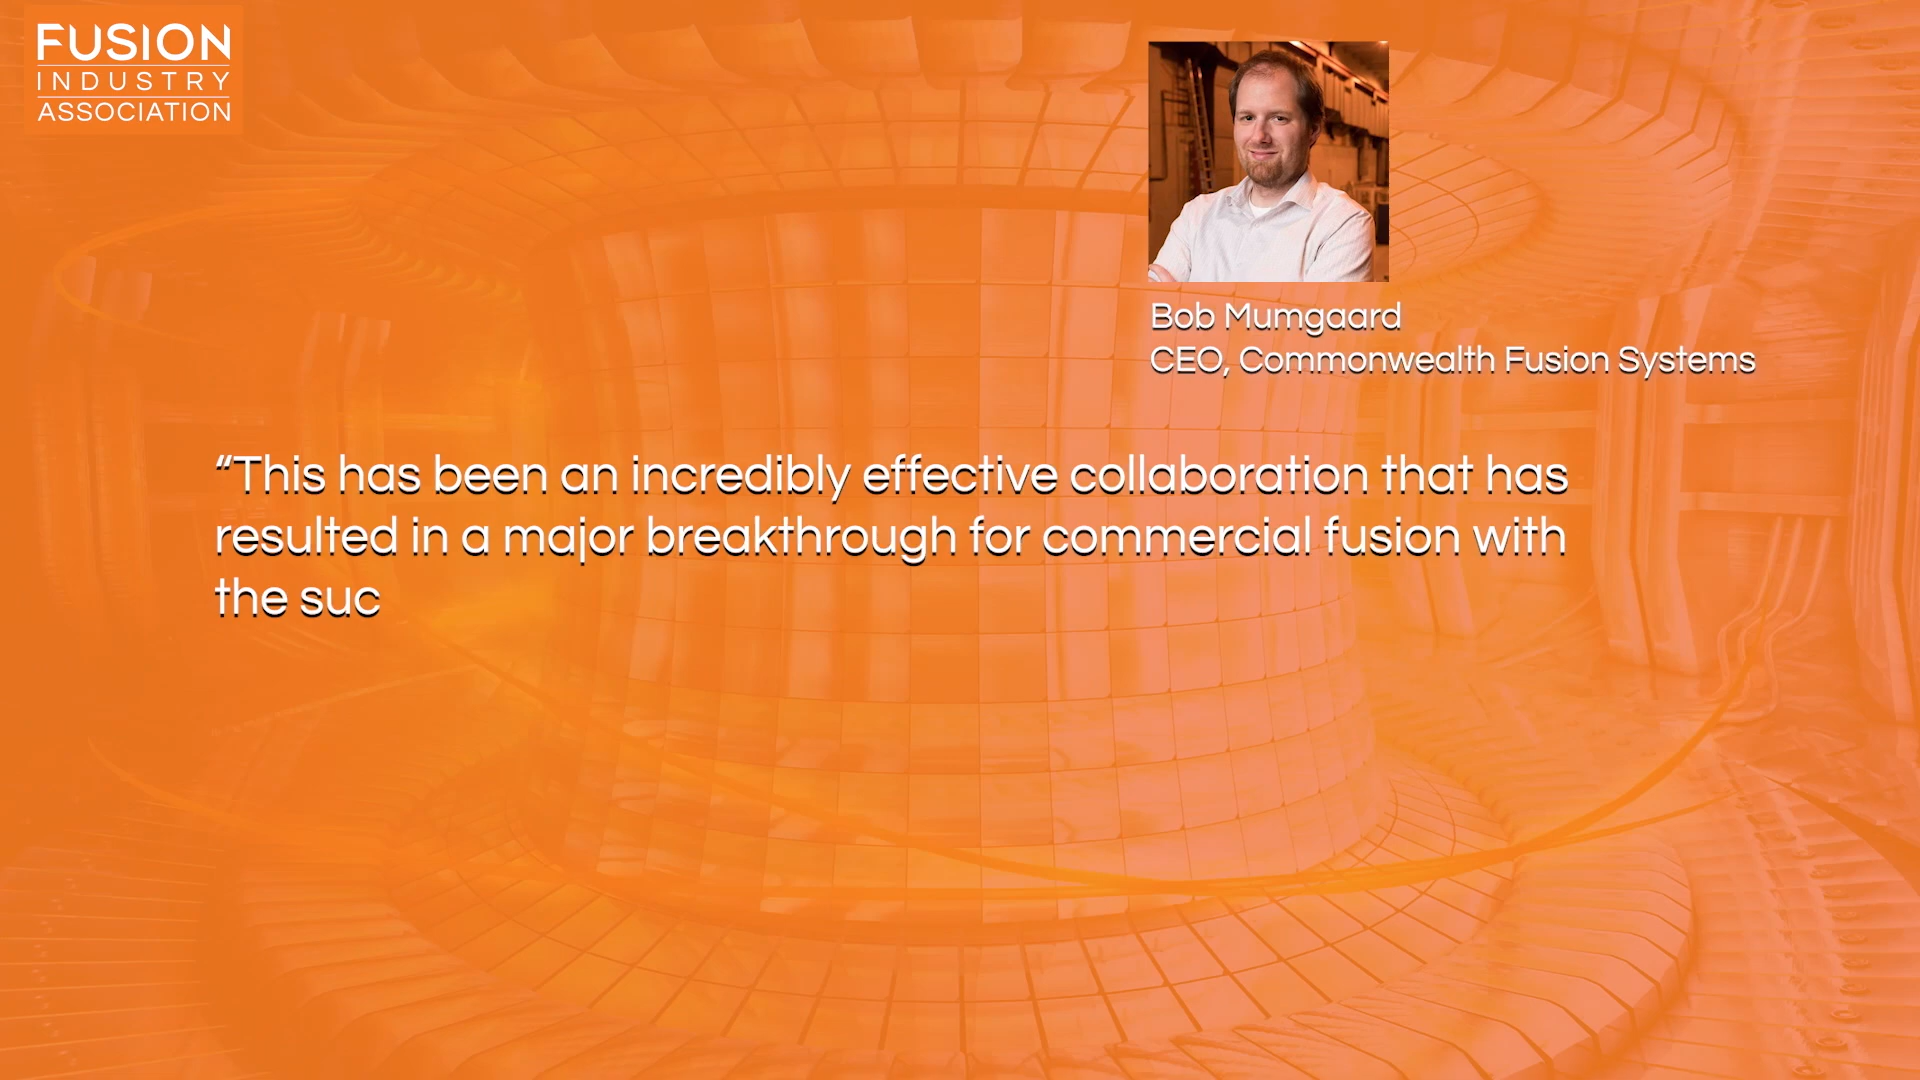 FUSION
INDUSTRY
ASSOCIATION
Bob Mumgaard
CEO, Commonwealth Fusion Systems
“This has been an incredibly effective collaboration that has
resulted in a major breakthrough for commercial fusion with
the suc